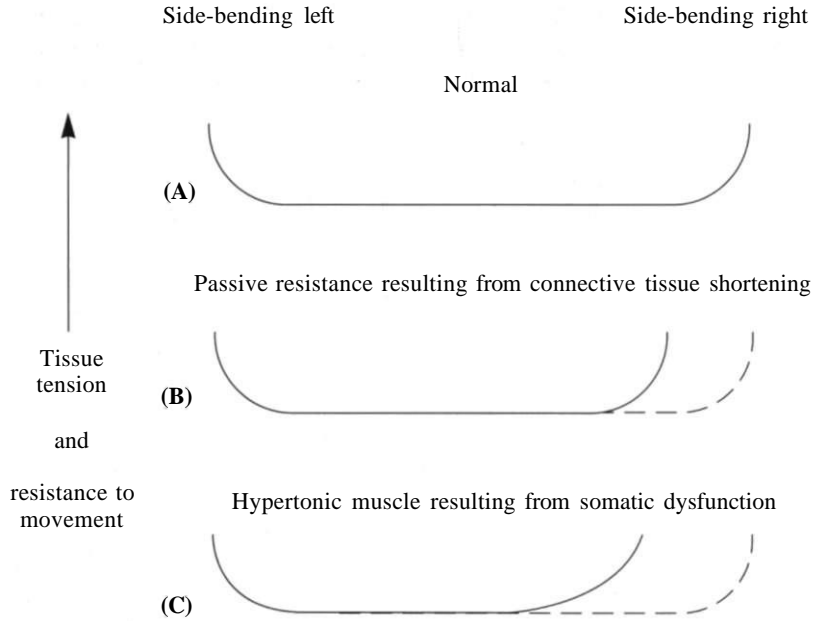 Side-bending left
Side-bending right
Normal
(A)
Passive resistance resulting from connective tissue shortening
Tissue
tension
(B)
and
resistance to
movement
Hypertonic muscle resulting from somatic dysfunction
(C)